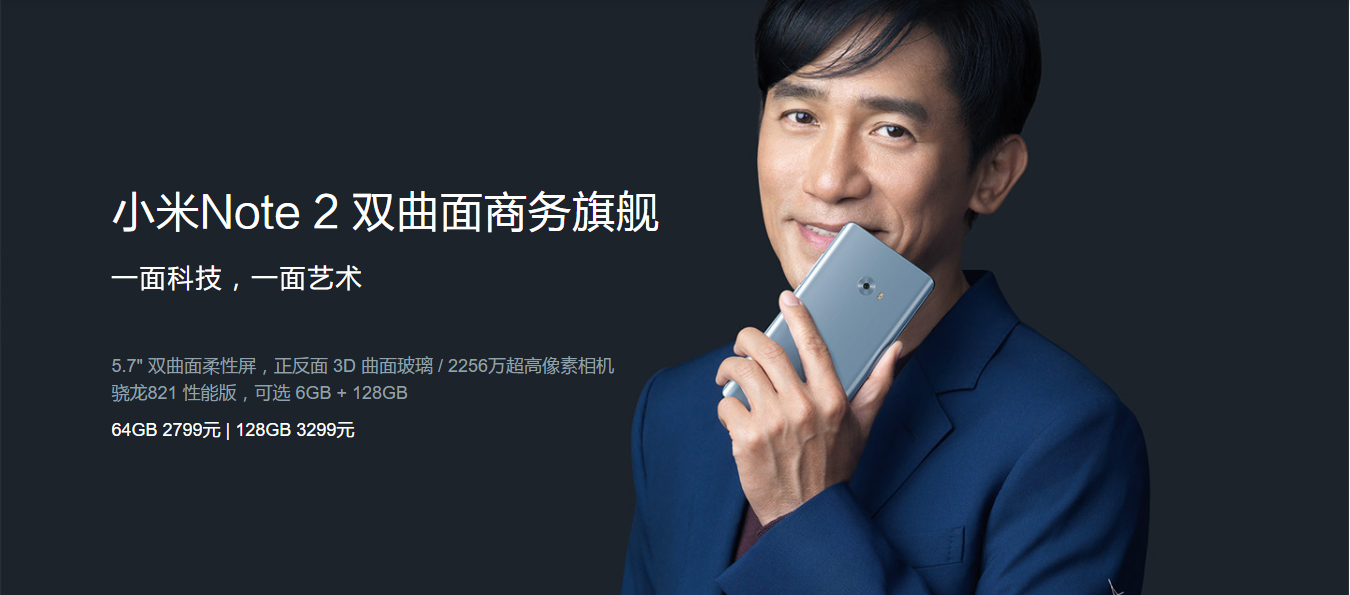 小米Note 2 双曲面商务旗舰
一面科技，一面艺术
5.7" 双曲面柔性屏，正反面 3D 曲面玻璃 / 2256万超高像素相机
骁龙821 性能版，可选 6GB + 128GB
64GB 2799元 | 128GB 3299元